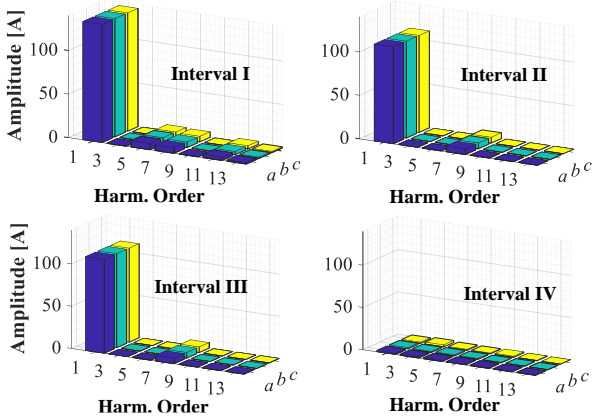 Amplitude [A]
100
50
0
1 3 5 7 9 11 13
a b c
Harm. Order
Interval I
100
50
0
1 3 5 7 9 11 13
a b c
Harm. Order
Interval II
Amplitude [A]
100
50
0
1 3 5 7 9 11 13
a b c
Harm. Order
Interval III
100
50
0
1 3 5 7 9 11 13
a b c
Harm. Order
Interval IV